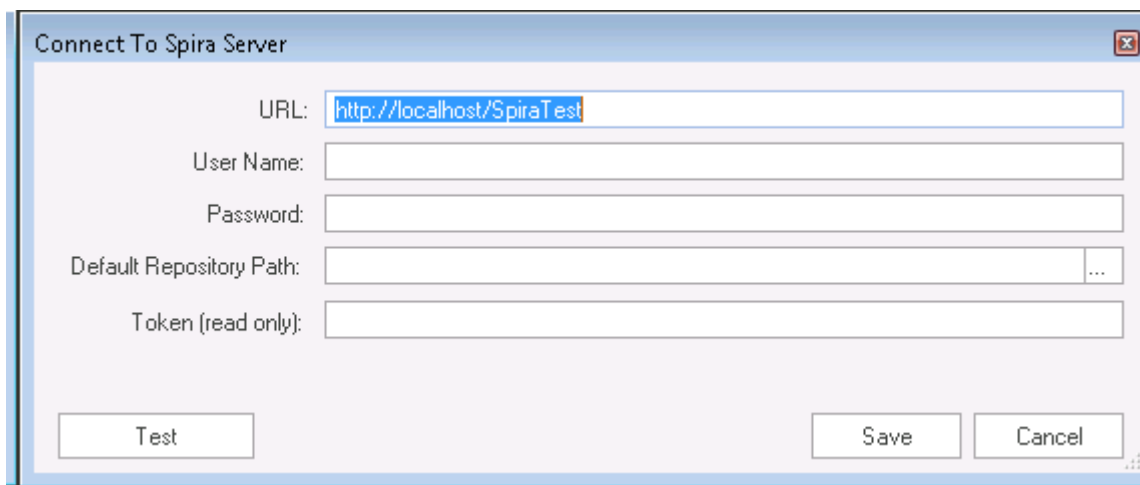 Connect To Spira Server
URL: http://localhost/SpiraTest
User Name:
Password:
Default Repository Path: ...
Token (read only):
Test Save Cancel